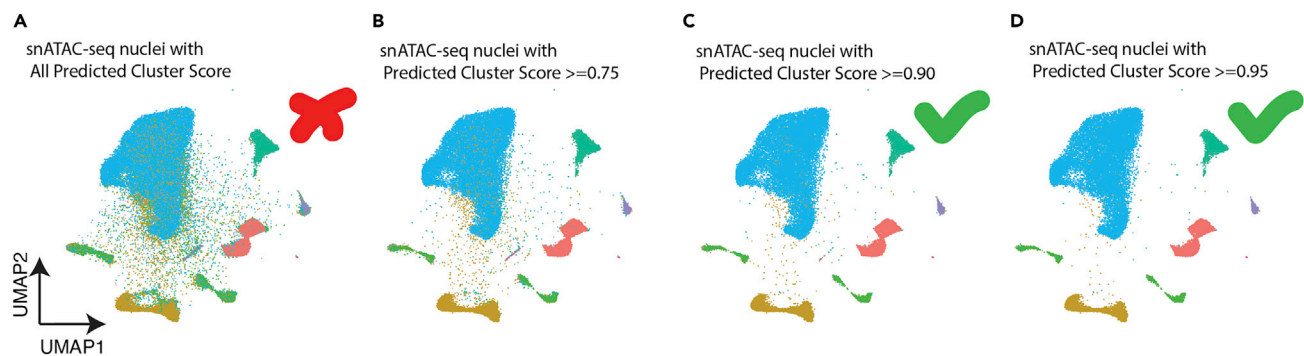 A
snATAC-seq nuclei with
All Predicted Cluster Score
B
snATAC-seq nuclei with
Predicted Cluster Score >=0.75
C
snATAC-seq nuclei with
Predicted Cluster Score >=0.90
D
snATAC-seq nuclei with
Predicted Cluster Score >=0.95
UMAP2
UMAP1